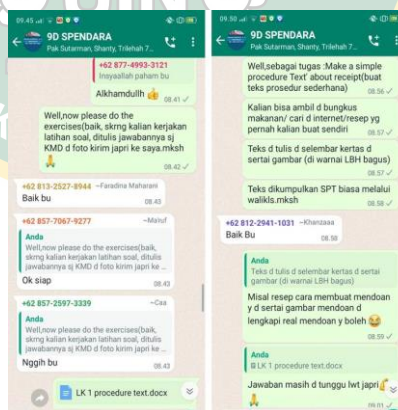 09.45
9D SPENDARA
Pak Sutarman, Shanty, Trilehah 7...
+62 877-4993-3121
Insyaallah paham bu
Alkhamdullh 👍
08.41
Well,now please do the
exercises(baik, skrng kalian kerjakan
latihan soal, ditulis jawabannya sj
KMD d foto kirim japri ke saya.mksh
🙏
08.42
+62 813-2527-8944 ~Faradina Maharani
Baik bu
08.43
+62 857-7067-9277 ~Ma'ruf
Anda
Well,now please do the exercises(baik,
skrng kalian kerjakan latihan soal, ditulis
jawabannya sj KMD d foto kirim japri ke ...
Ok siap
08.43
+62 857-2597-3339 ~Caa
Anda
Well,now please do the exercises(baik,
skrng kalian kerjakan latihan soal, ditulis
jawabannya sj KMD d foto kirim japri ke ...
Nggih bu
08.43
LK 1 procedure text.docx
09.50
9D SPENDARA
Pak Sutarman, Shanty, Trilehah 7...
Well,sebagai tugas :Make a simple
procedure Text' about receipt(buat
teks prosedur sederhana)
08.56
Kalian bisa ambil d bungkus
makanan/ cari d internet/resep yg
pernah kalian buat sendiri
08.57
Teks d tulis d selembar kertas d
sertai gambar (di warnai LBH bagus)
08.57
Teks dikumpulkan SPT biasa melalui
walikls.mksh
08.58
+62 812-2941-1031 ~Khanzaaa
Baik Bu
08.58
Anda
Teks d tulis d selembar kertas d sertai
gambar (di warnai LBH bagus)
Misal resep cara membuat mendoan
y d sertai gambar mendoan d
lengkapi real mendoan y boleh 😂
08.59
Anda
LK 1 procedure text.docx
Jawaban masih d tunggu lwt japri
🙏
09.01